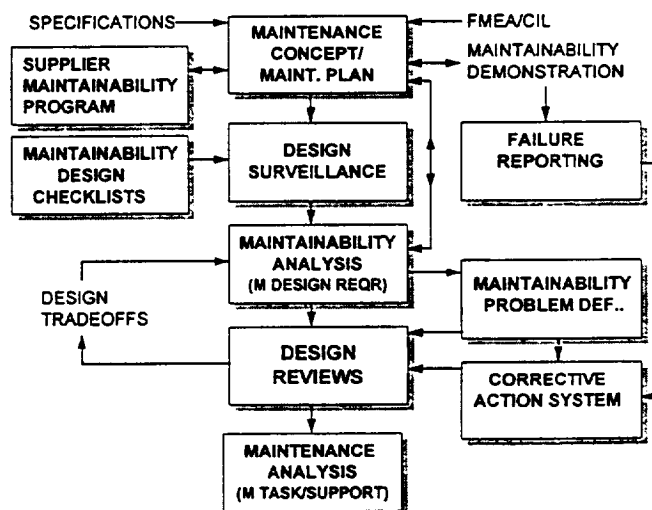 SPECIFICATIONS
FMEA/CIL
MAINTENANCE
CONCEPT/
MAINT. PLAN
MAINTAINABILITY
DEMONSTRATION
SUPPLIER
MAINTAINABILITY
PROGRAM
MAINTAINABILITY
DESIGN
CHECKLISTS
DESIGN
SURVEILLANCE
FAILURE
REPORTING
MAINTAINABILITY
ANALYSIS
(M DESIGN REQR)
MAINTAINABILITY
PROBLEM DEF..
DESIGN
TRADEOFFS
DESIGN
REVIEWS
CORRECTIVE
ACTION SYSTEM
MAINTENANCE
ANALYSIS
(M TASK/SUPPORT)